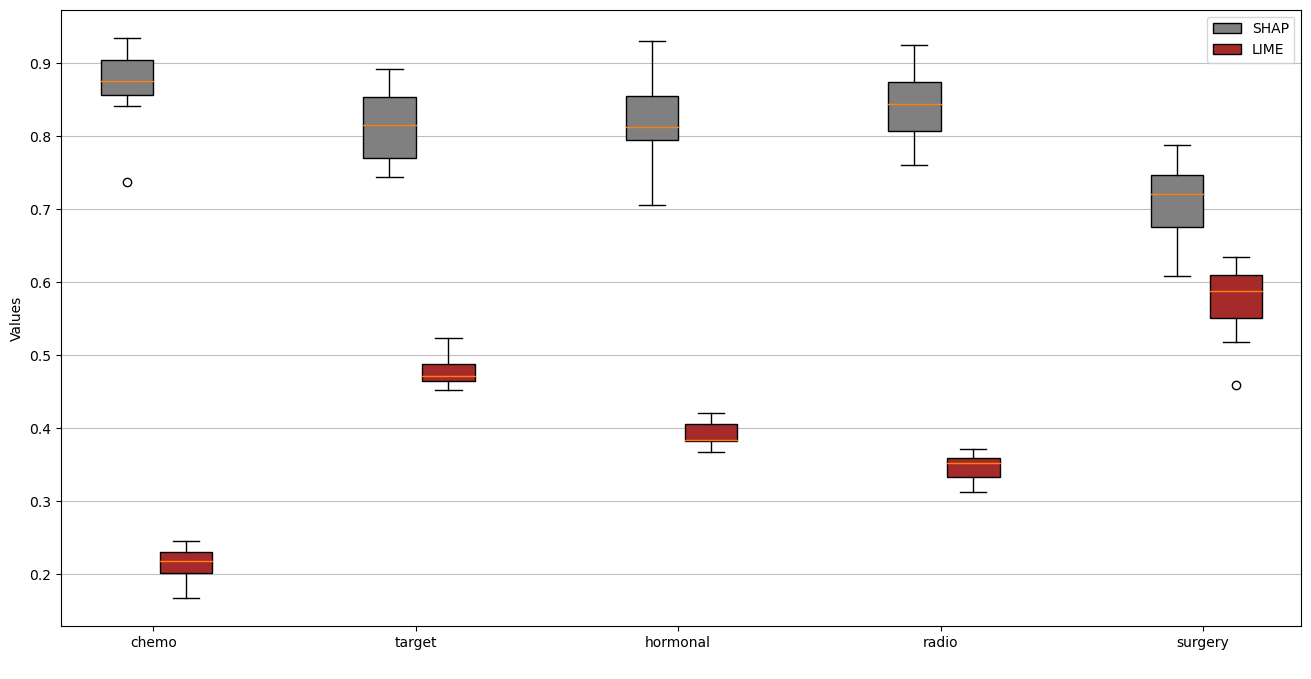 SHAP
LIME
Values
0.9
0.8
0.7
0.6
0.5
0.4
0.3
0.2
chemo
target
hormonal
radio
surgery